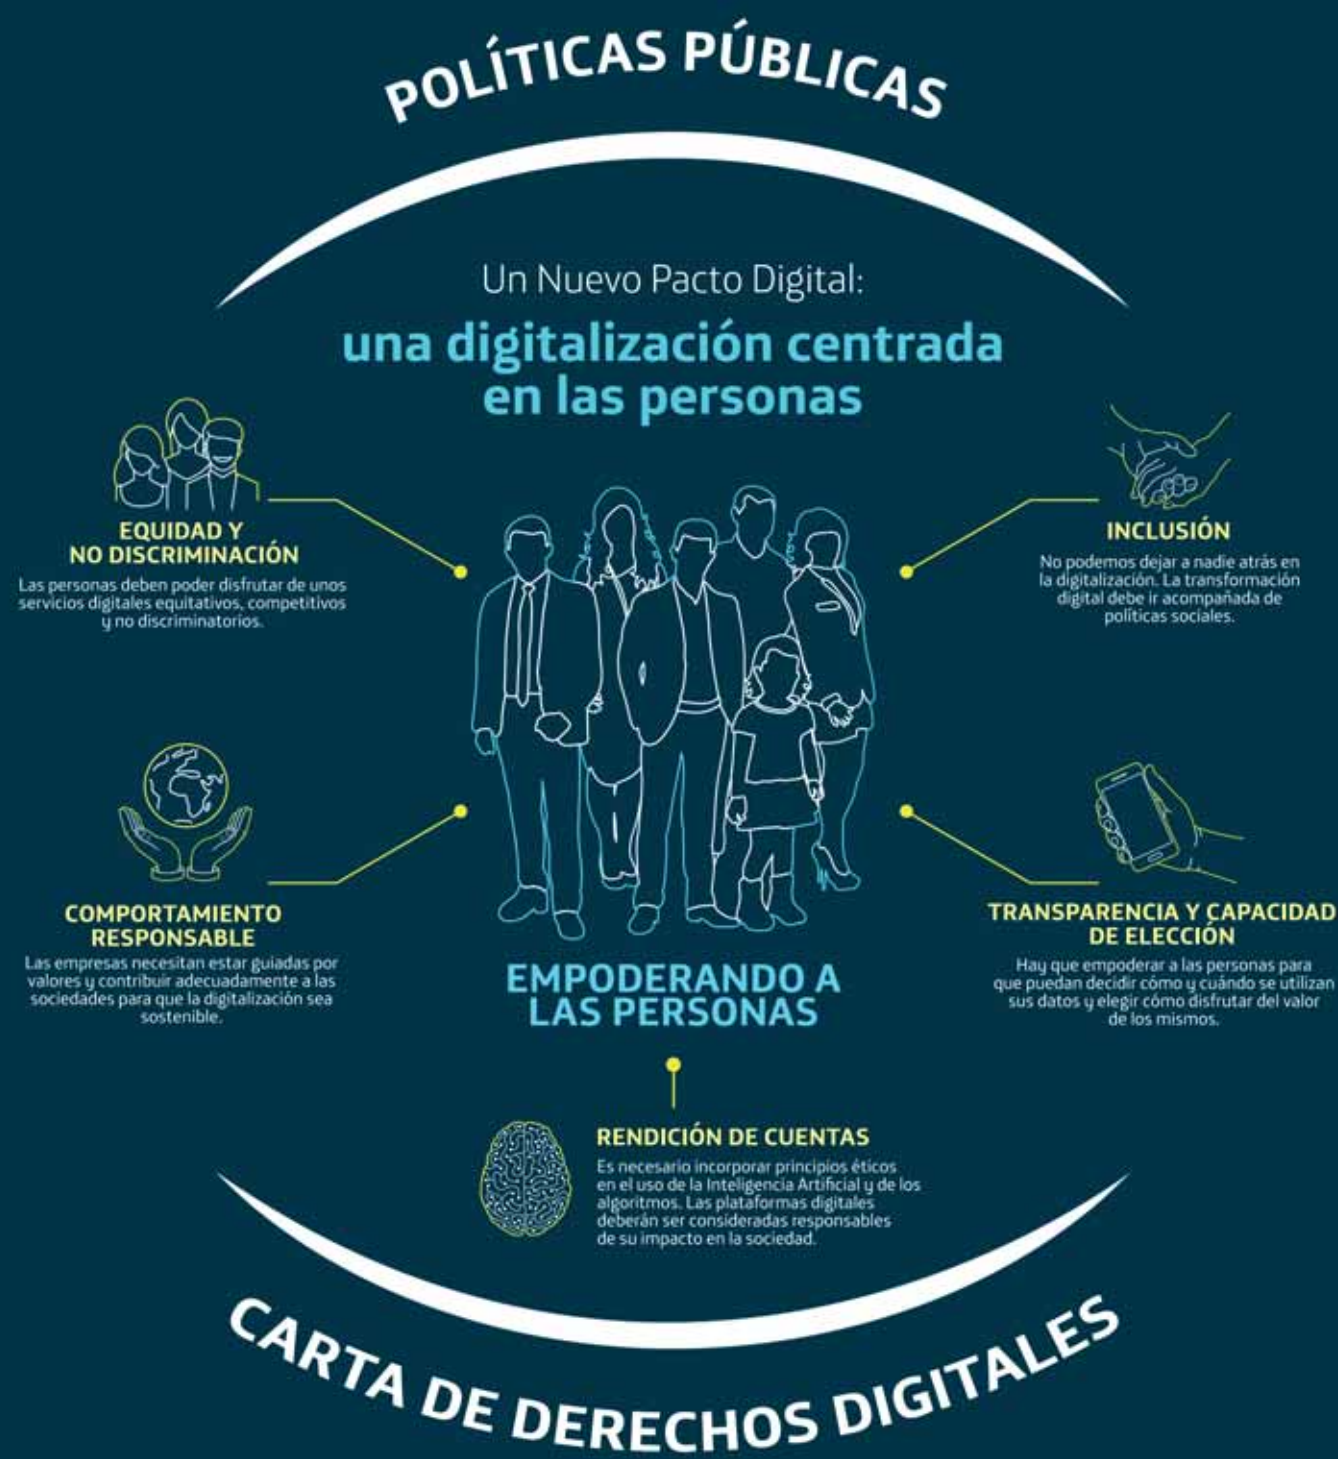 POLÍTICAS PÚBLICAS
Un Nuevo Pacto Digital:
una digitalización centrada
en las personas
EQUIDAD Y
NO DISCRIMINACIÓN
Las personas deben poder disfrutar de unos
servicios digitales equitativos, competitivos
y no discriminatorios.
INCLUSIÓN
No podemos dejar a nadie atrás en
la digitalización. La transformación
digital debe ir acompañada de
políticas sociales.
COMPORTAMIENTO
RESPONSABLE
Las empresas necesitan estar guiadas por
valores y contribuir adecuadamente a las
sociedades para que la digitalización sea
sostenible.
TRANSPARENCIA Y CAPACIDAD
DE ELECCIÓN
Hay que empoderar a las personas para
que puedan decidir cómo y cuándo se utilizan
sus datos y elegir cómo disfrutar del valor
de los mismos.
EMPODERANDO A
LAS PERSONAS
RENDICIÓN DE CUENTAS
Es necesario incorporar principios éticos
en el uso de la Inteligencia Artificial y de los
algoritmos. Las plataformas digitales
deberán ser consideradas responsables
de su impacto en la sociedad.
CARTA DE DERECHOS DIGITALES